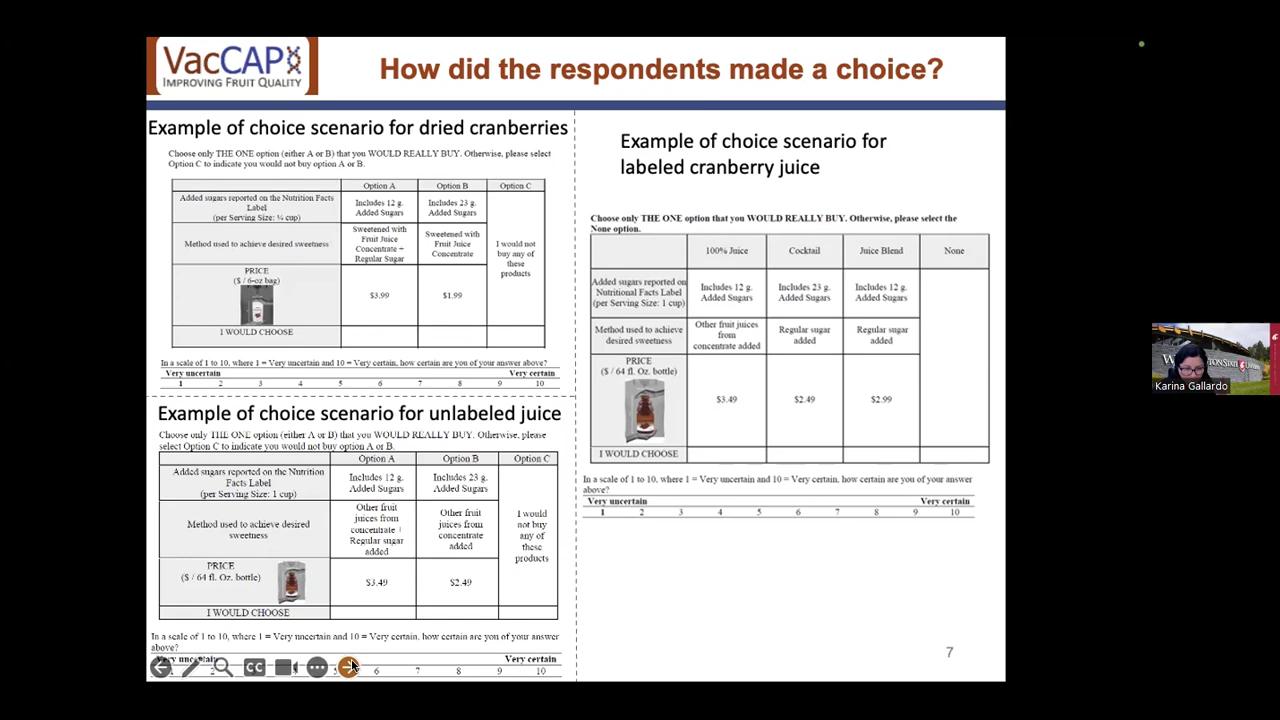 VacCAP
IMPROVING FRUIT QUALITY
How did the respondents made a choice?
Example of choice scenario for dried cranberries
Choose only THE ONE option (either A or B) that you WOULD REALLY BUY. Otherwise, please select
Option C to indicate you would not buy option A or B.
Option A
Option B
Option C
Added sugars reported on the Nutrition Facts
Label
(per Serving Size: ¼ cup)
Includes 12 g.
Added Sugars
Includes 23 g.
Added Sugars
I would not
buy any of
these
products
Method used to achieve desired sweetness
Sweetened with
Fruit Juice
Concentrate +
Regular Sugar
Sweetened with
Fruit Juice
Concentrate
PRICE
($ / 6-oz bag)
$3.99
$1.99
I WOULD CHOOSE
In a scale of 1 to 10, where 1 = Very uncertain and 10 = Very certain, how certain are you of your answer above?
Very uncertain
Very certain
1 2 3 4 5 6 7 8 9 10
Example of choice scenario for unlabeled juice
Choose only THE ONE option (either A or B) that you WOULD REALLY BUY. Otherwise, please
select Option C to indicate you would not buy option A or B.
Option A
Option B
Option C
Added sugars reported on the Nutrition
Facts Label
(per Serving Size: 1 cup)
Includes 12 g.
Added Sugars
Includes 23 g.
Added Sugars
I would
not buy
any of
these
products
Method used to achieve desired
sweetness
Other fruit
juices from
concentrate +
Regular sugar
added
Other fruit
juices from
concentrate
added
PRICE
($ / 64 fl. Oz. bottle)
$3.49
$2.49
I WOULD CHOOSE
In a scale of 1 to 10, where 1 = Very uncertain and 10 = Very certain, how certain are you of your answer
above?
Very uncertain
Very certain
6 7 8 9 10
CC
Example of choice scenario for
labeled cranberry juice
Choose only THE ONE option that you WOULD REALLY BUY. Otherwise, please select the
None option.
100% Juice
Cocktail
Juice Blend
None
Added sugars reported on
Nutritional Facts Label
(per Serving Size: 1 cup)
Includes 12 g.
Added Sugars
Includes 23 g.
Added Sugars
Includes 12 g.
Added Sugars
Method used to achieve
desired sweetness
Other fruit juices
from
concentrate added
Regular sugar
added
Regular sugar
added
PRICE
($ / 64 fl. oz. bottle)
$3.49
$2.49
$2.99
I WOULD CHOOSE
In a scale of 1 to 10, where 1 = Very uncertain and 10 = Very certain, how certain are you of your answer
above?
Very uncertain
Very certain
1 2 3 4 5 6 7 8 9 10
7
Karina Gallardo